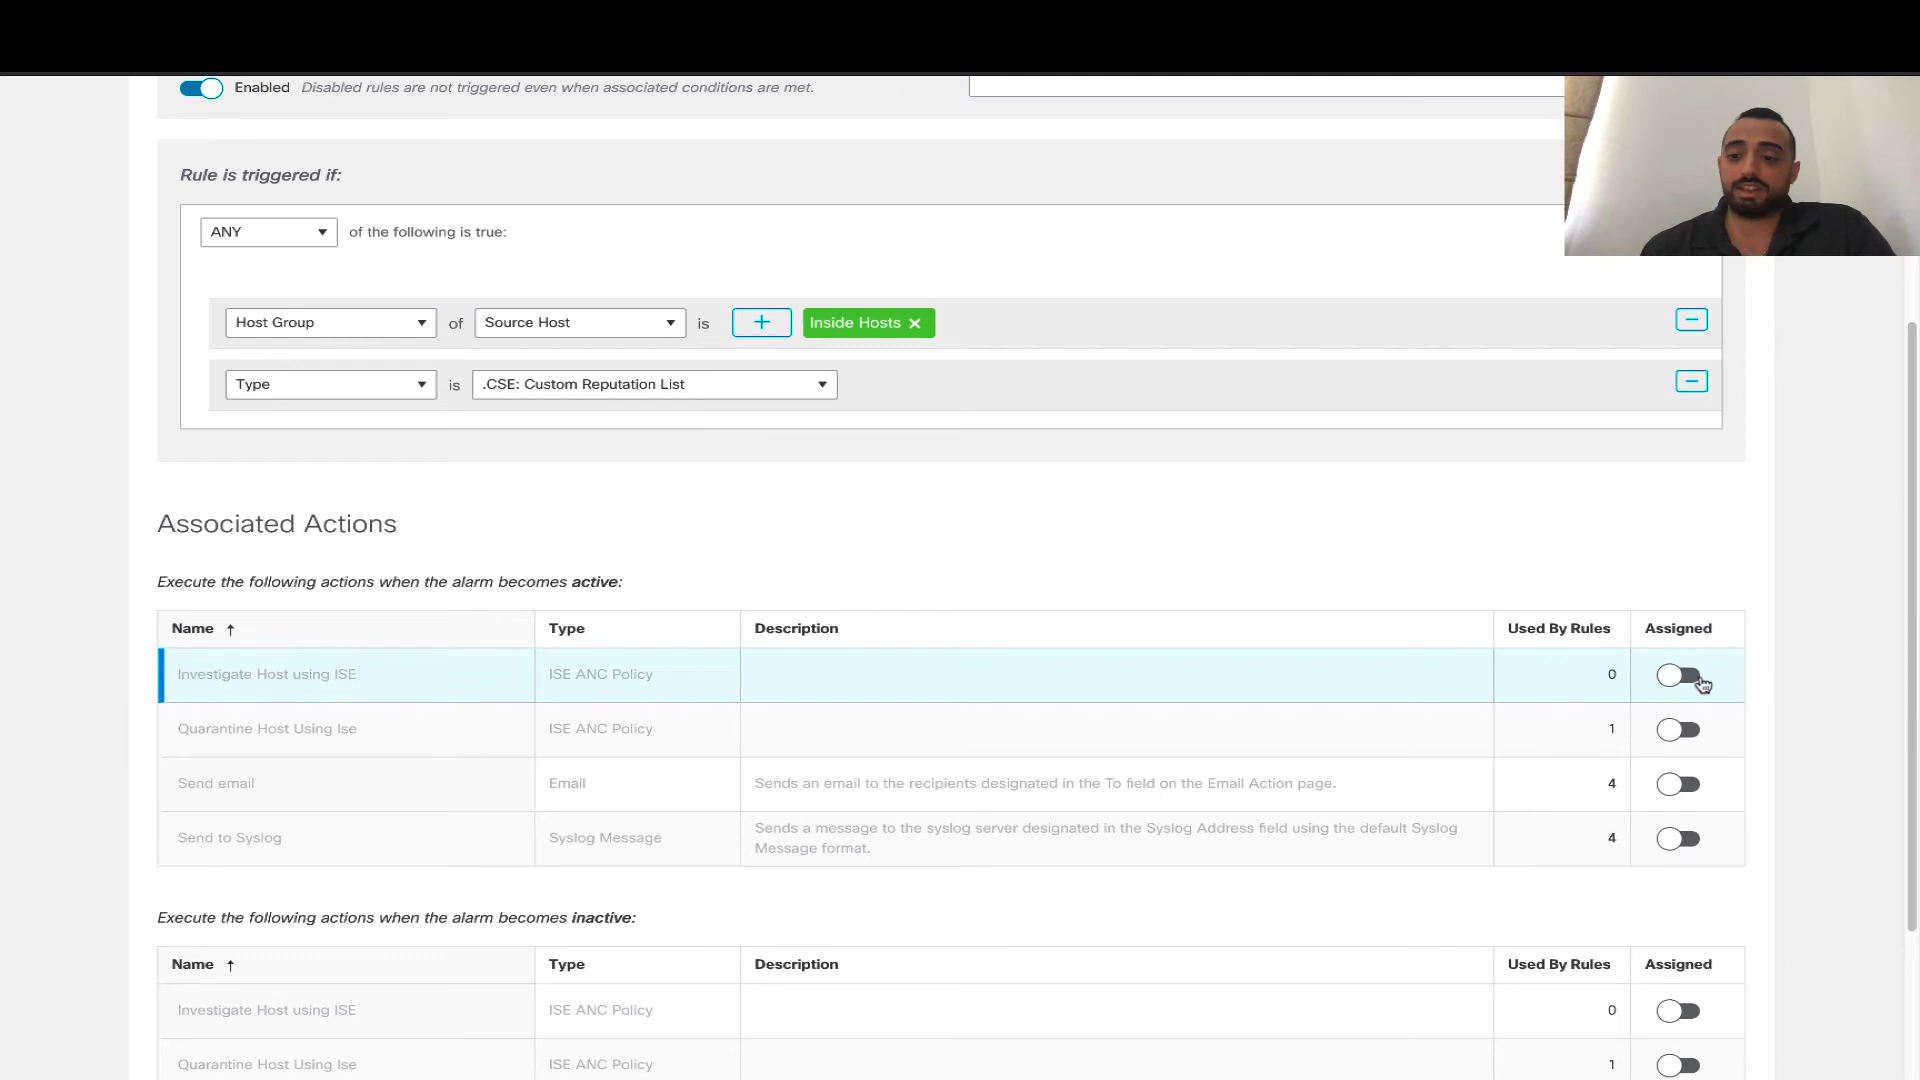 Enabled Disabled rules are not triggered even when associated conditions are met.
Rule is triggered if:
ANY of the following is true:
Host Group of Source Host is + Inside Hosts ×
Type is .CSE: Custom Reputation List
Associated Actions
Execute the following actions when the alarm becomes active:
Name ↑ Type Description Used By Rules Assigned
Investigate Host using ISE ISE ANC Policy 0
Quarantine Host Using Ise ISE ANC Policy 1
Send email Email Sends an email to the recipients designated in the To field on the Email Action page. 4
Send to Syslog Syslog Message Sends a message to the syslog server designated in the Syslog Address field using the default Syslog 4
Message format.
Execute the following actions when the alarm becomes inactive:
Name ↑ Type Description Used By Rules Assigned
Investigate Host using ISE ISE ANC Policy 0
Quarantine Host Using Ise ISE ANC Policy 1